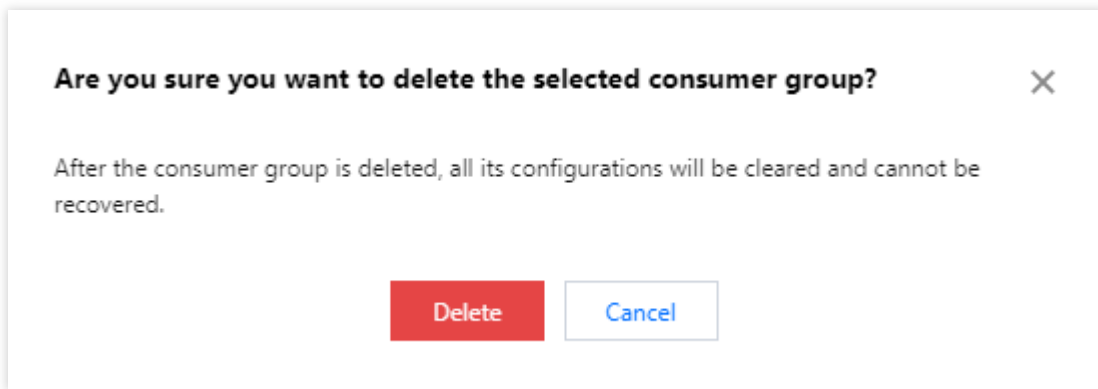 Are you sure you want to delete the selected consumer group?
After the consumer group is deleted, all its configurations will be cleared and cannot be
recovered.
Delete
Cancel